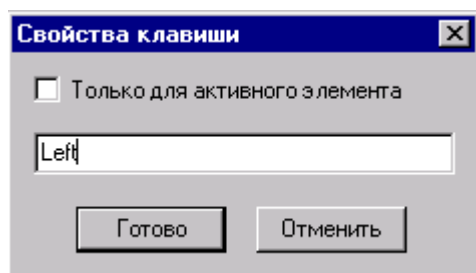 Свойства клавиши
Только для активного элемента
Left
Готово Отменить